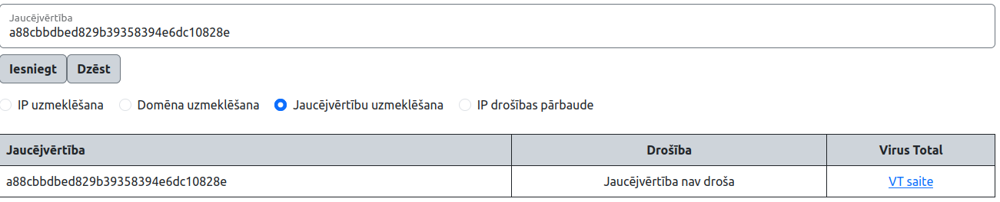 Jaucējvērtība
a88cbbdbed829b39358394e6dc10828e
Iesniegt Dzēst
IP uzmeklēšana Domēna uzmeklēšana Jaucējvērtību uzmeklēšana IP drošības pārbaude
Jaucējvērtība Drošība Virus Total
a88cbbdbed829b39358394e6dc10828e Jaucējvērtība nav droša VT saite